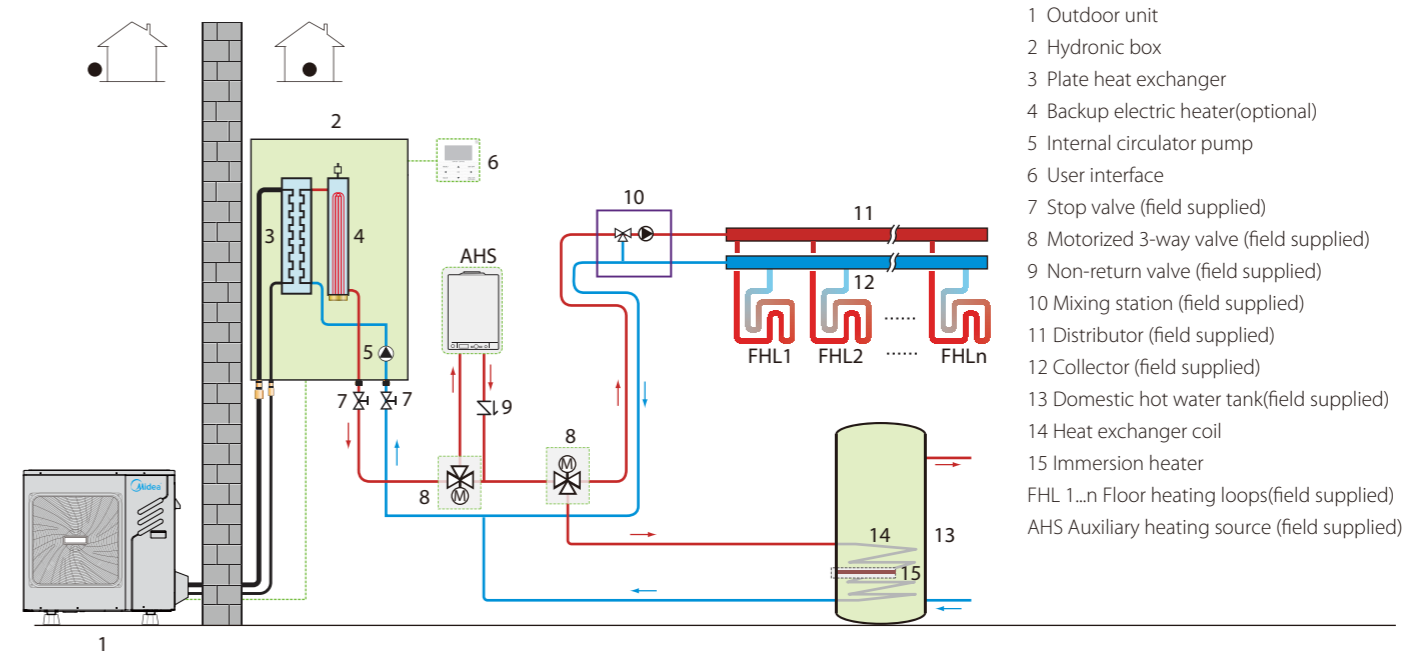 2
6
3
4
5
7
7
AHS
9
8
8
M
M
10
11
12
FHL1
FHL2
......
......
FHLn
14
13
15
Midea
1
1 Outdoor unit
2 Hydronic box
3 Plate heat exchanger
4 Backup electric heater(optional)
5 Internal circulator pump
6 User interface
7 Stop valve (field supplied)
8 Motorized 3-way valve (field supplied)
9 Non-return valve (field supplied)
10 Mixing station (field supplied)
11 Distributor (field supplied)
12 Collector (field supplied)
13 Domestic hot water tank(field supplied)
14 Heat exchanger coil
15 Immersion heater
FHL 1...n Floor heating loops(field supplied)
AHS Auxiliary heating source (field supplied)